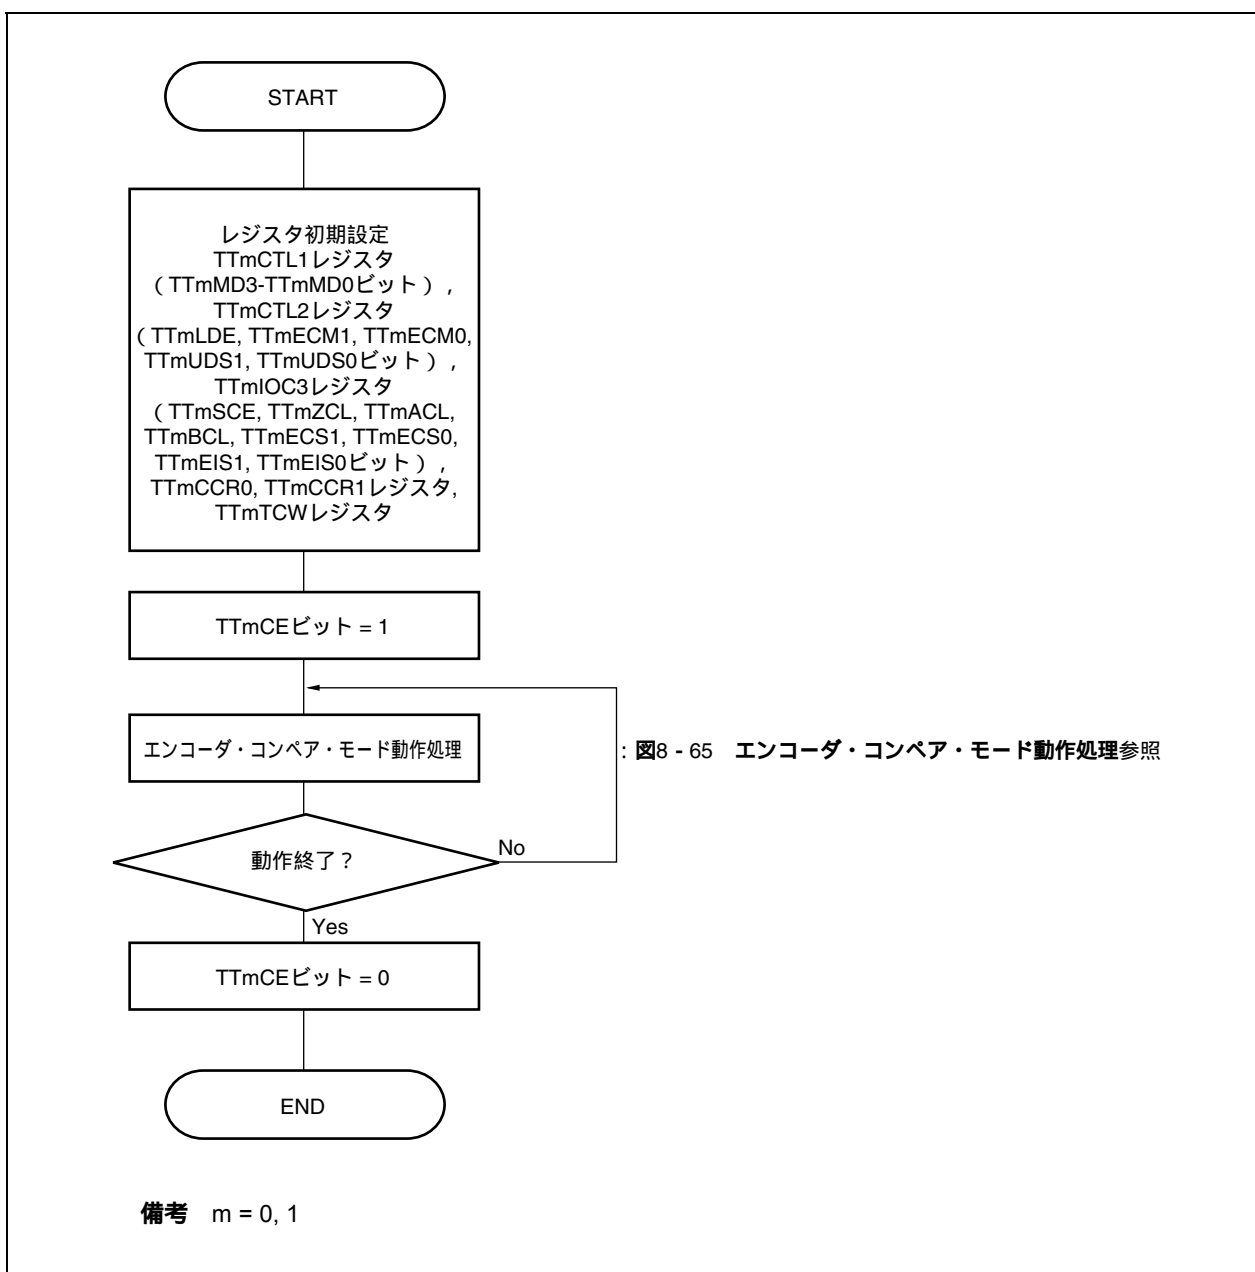 START
レジスタ初期設定
TTmCTL1レジスタ
（TTmMD3-TTmMD0ビット），
TTmCTL2レジスタ
（TTmLDE, TTmECM1, TTmECM0,
TTmUDS1, TTmUDS0ビット），
TTmIOC3レジスタ
（TTmSCE, TTmZCL, TTmACL,
TTmBCL, TTmECS1, TTmECS0,
TTmEIS1, TTmEIS0ビット），
TTmCCR0, TTmCCR1レジスタ,
TTmTCWレジスタ
TTmCEビット = 1
エンコーダ・コンペア・モード動作処理
：図8 - 65　エンコーダ・コンペア・モード動作処理参照
動作終了？
No
Yes
TTmCEビット = 0
END
備考　m = 0, 1